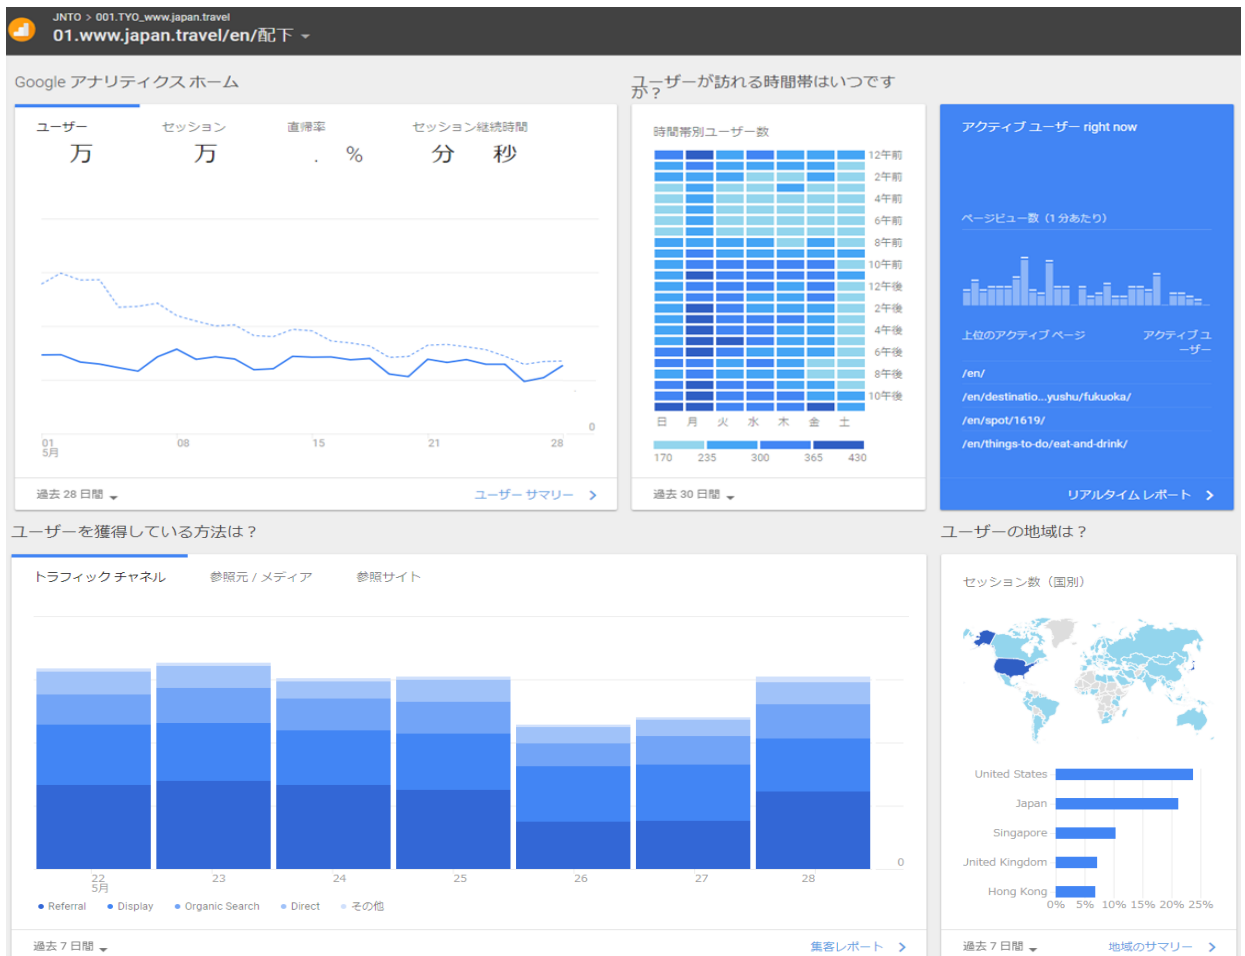 JNTO > 001.TYO_www.japan.travel
01.www.japan.travel/en/配下
Google アナリティクス ホーム
ユーザー
セッション
直帰率
セッション継続時間
万
万
. %
分 秒
0
01
5月
08
15
21
28
過去 28 日間
ユーザー サマリー
ユーザーが訪れる時間帯はいつです
か？
時間帯別ユーザー数
12午前
2午前
4午前
6午前
8午前
10午前
12午後
2午後
4午後
6午後
8午後
10午後
日 月 火 水 木 金 土
170 235 300 365 430
過去 30 日間
アクティブ ユーザー right now
ページビュー数（1 分あたり）
上位のアクティブ ページ
アクティブ ユ
ーザー
/en/
/en/destinatio...yushu/fukuoka/
/en/spot/1619/
/en/things-to-do/eat-and-drink/
リアルタイム レポート
ユーザーを獲得している方法は？
トラフィック チャネル
参照元 / メディア
参照サイト
0
22
5月
23
24
25
26
27
28
Referral
Display
Organic Search
Direct
その他
過去 7 日間
集客レポート
ユーザーの地域は？
セッション数（国別）
United States
Japan
Singapore
United Kingdom
Hong Kong
0% 5% 10% 15% 20% 25%
過去 7 日間
地域のサマリー